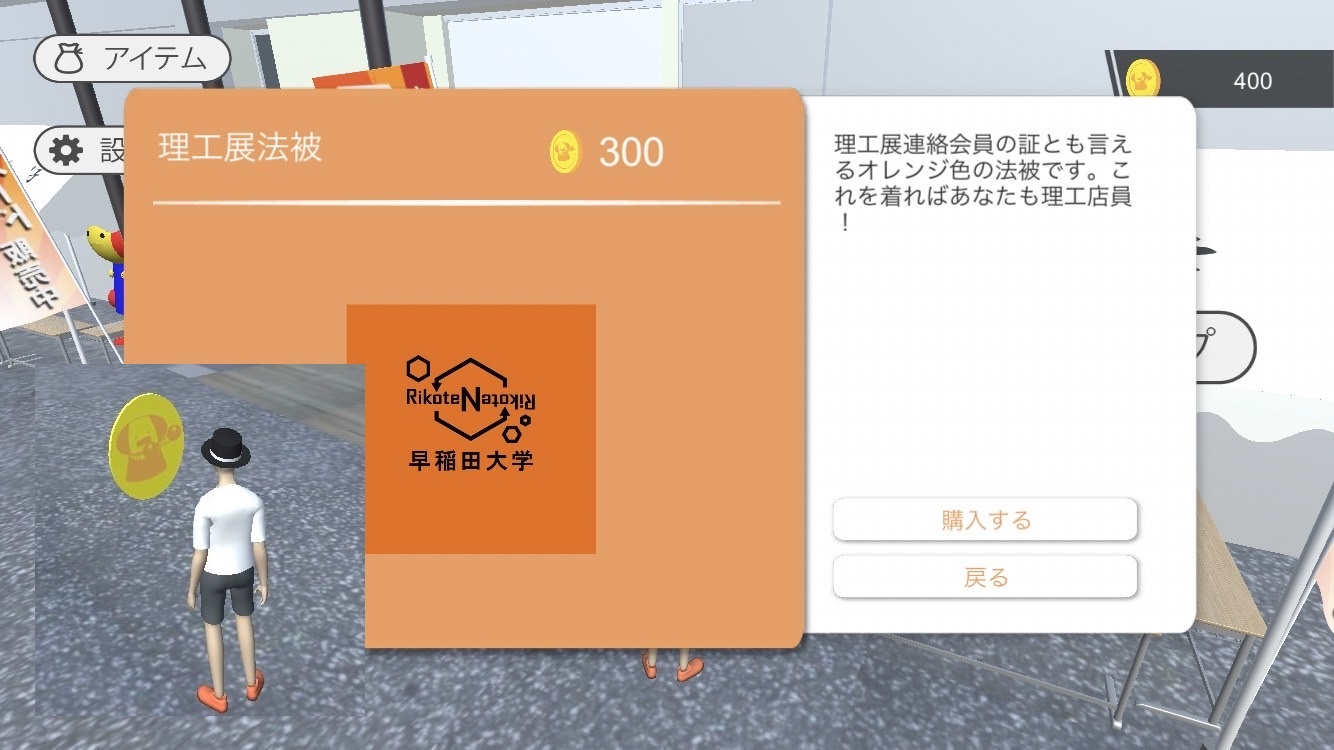 アイテム
400
設
理工展法被
300
理工展連絡会員の証とも言え
るオレンジ色の法被です。こ
れを着ればあなたも理工店員
！
Rikoten
Rikoten
早稲田大学
購入する
戻る
プ